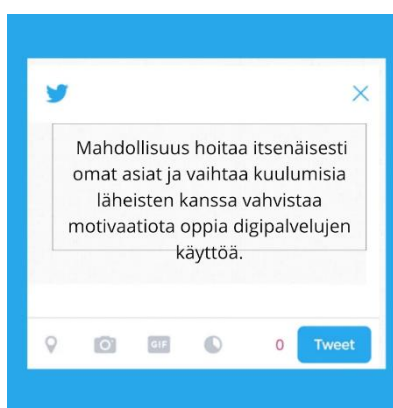 Mahdollisuus hoitaa itsenäisesti
omat asiat ja vaihtaa kuulumisia
läheisten kanssa vahvistaa
motivaatiota oppia digipalvelujen
käyttöä.
GIF
0
Tweet